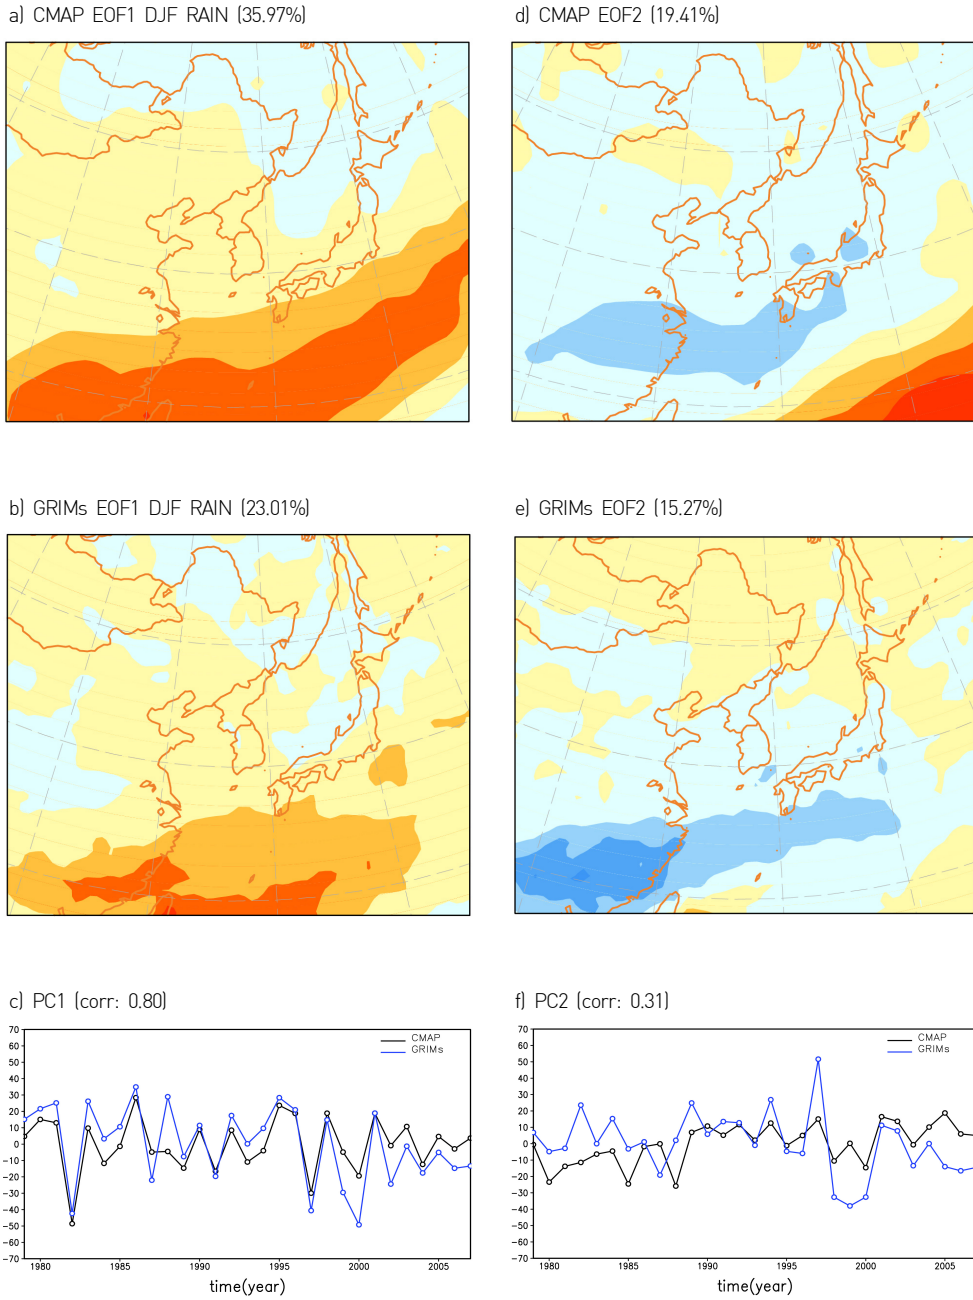 a) CMAP EOF1 DJF RAIN (35.97%)
d) CMAP EOF2 (19.41%)
b) GRIMs EOF1 DJF RAIN (23.01%)
e) GRIMs EOF2 (15.27%)
c) PC1 (corr: 0.80)
70
60
50
40
30
20
10
0
-10
-20
-30
-40
-50
-60
-70
CMAP
GRIMs
1980 1985 1990 1995 2000 2005
time(year)
f) PC2 (corr: 0.31)
70
60
50
40
30
20
10
0
-10
-20
-30
-40
-50
-60
-70
CMAP
GRIMs
1980 1985 1990 1995 2000 2005
time(year)